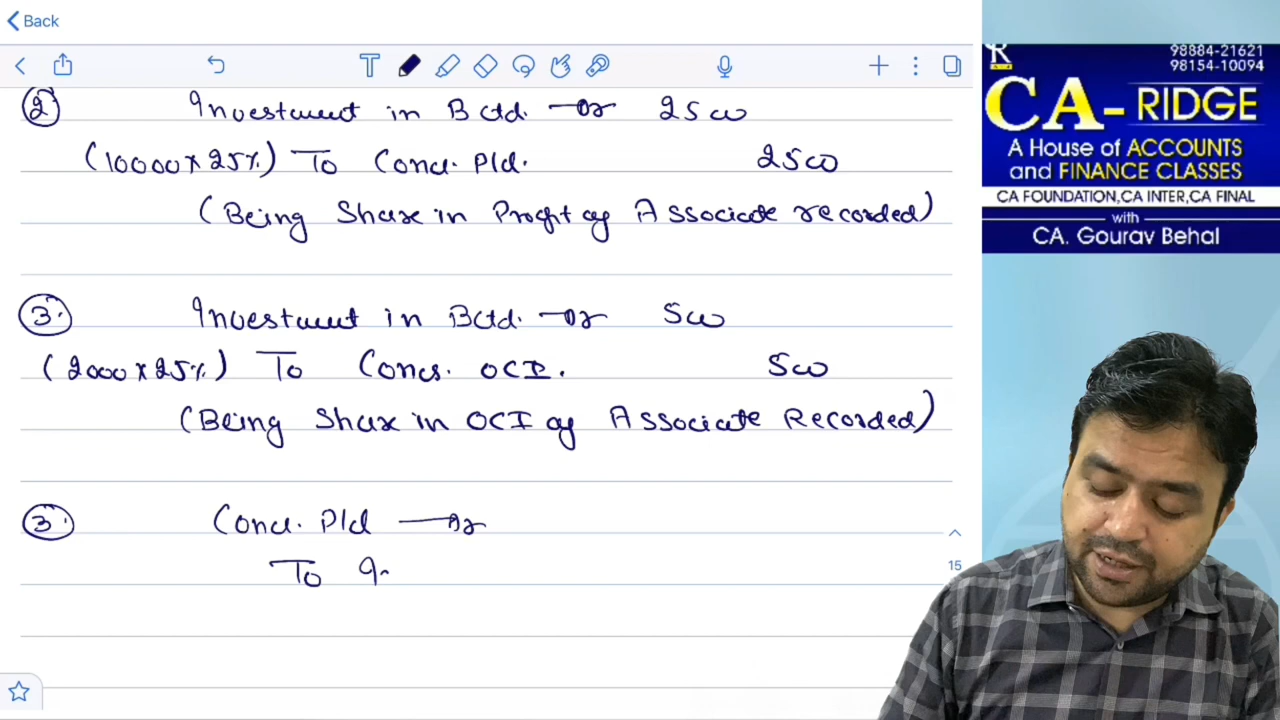 Back
② Investment in B Ltd. — Dr 2500
(10000 x 25%) To Cons. P/L 2500
(Being Share in Profit of Associate recorded)
③ Investment in B Ltd. — Dr 500
(2000 x 25%) To Cons. OCI. 500
(Being Share in OCI of Associate Recorded)
③ Cons. P/L — Dr
To In
15
98884-21621
98154-10094
CA-RIDGE
A House of ACCOUNTS
and FINANCE CLASSES
CA FOUNDATION,CA INTER,CA FINAL
with
CA. Gourav Behal